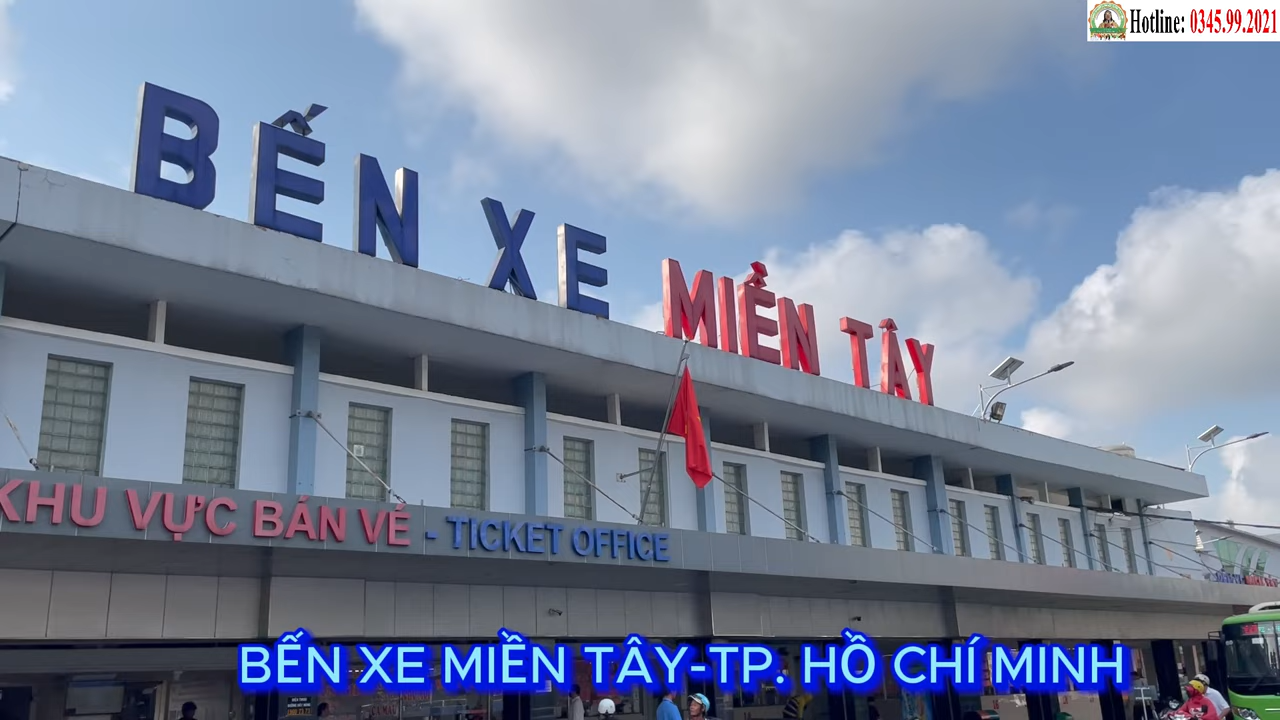 Hotline: 0345.99.2021
BẾN XE MIỀN TÂY
KHU VỰC BÁN VÉ - TICKET OFFICE
BẾN XE MIỀN TÂY-TP. HỒ CHÍ MINH